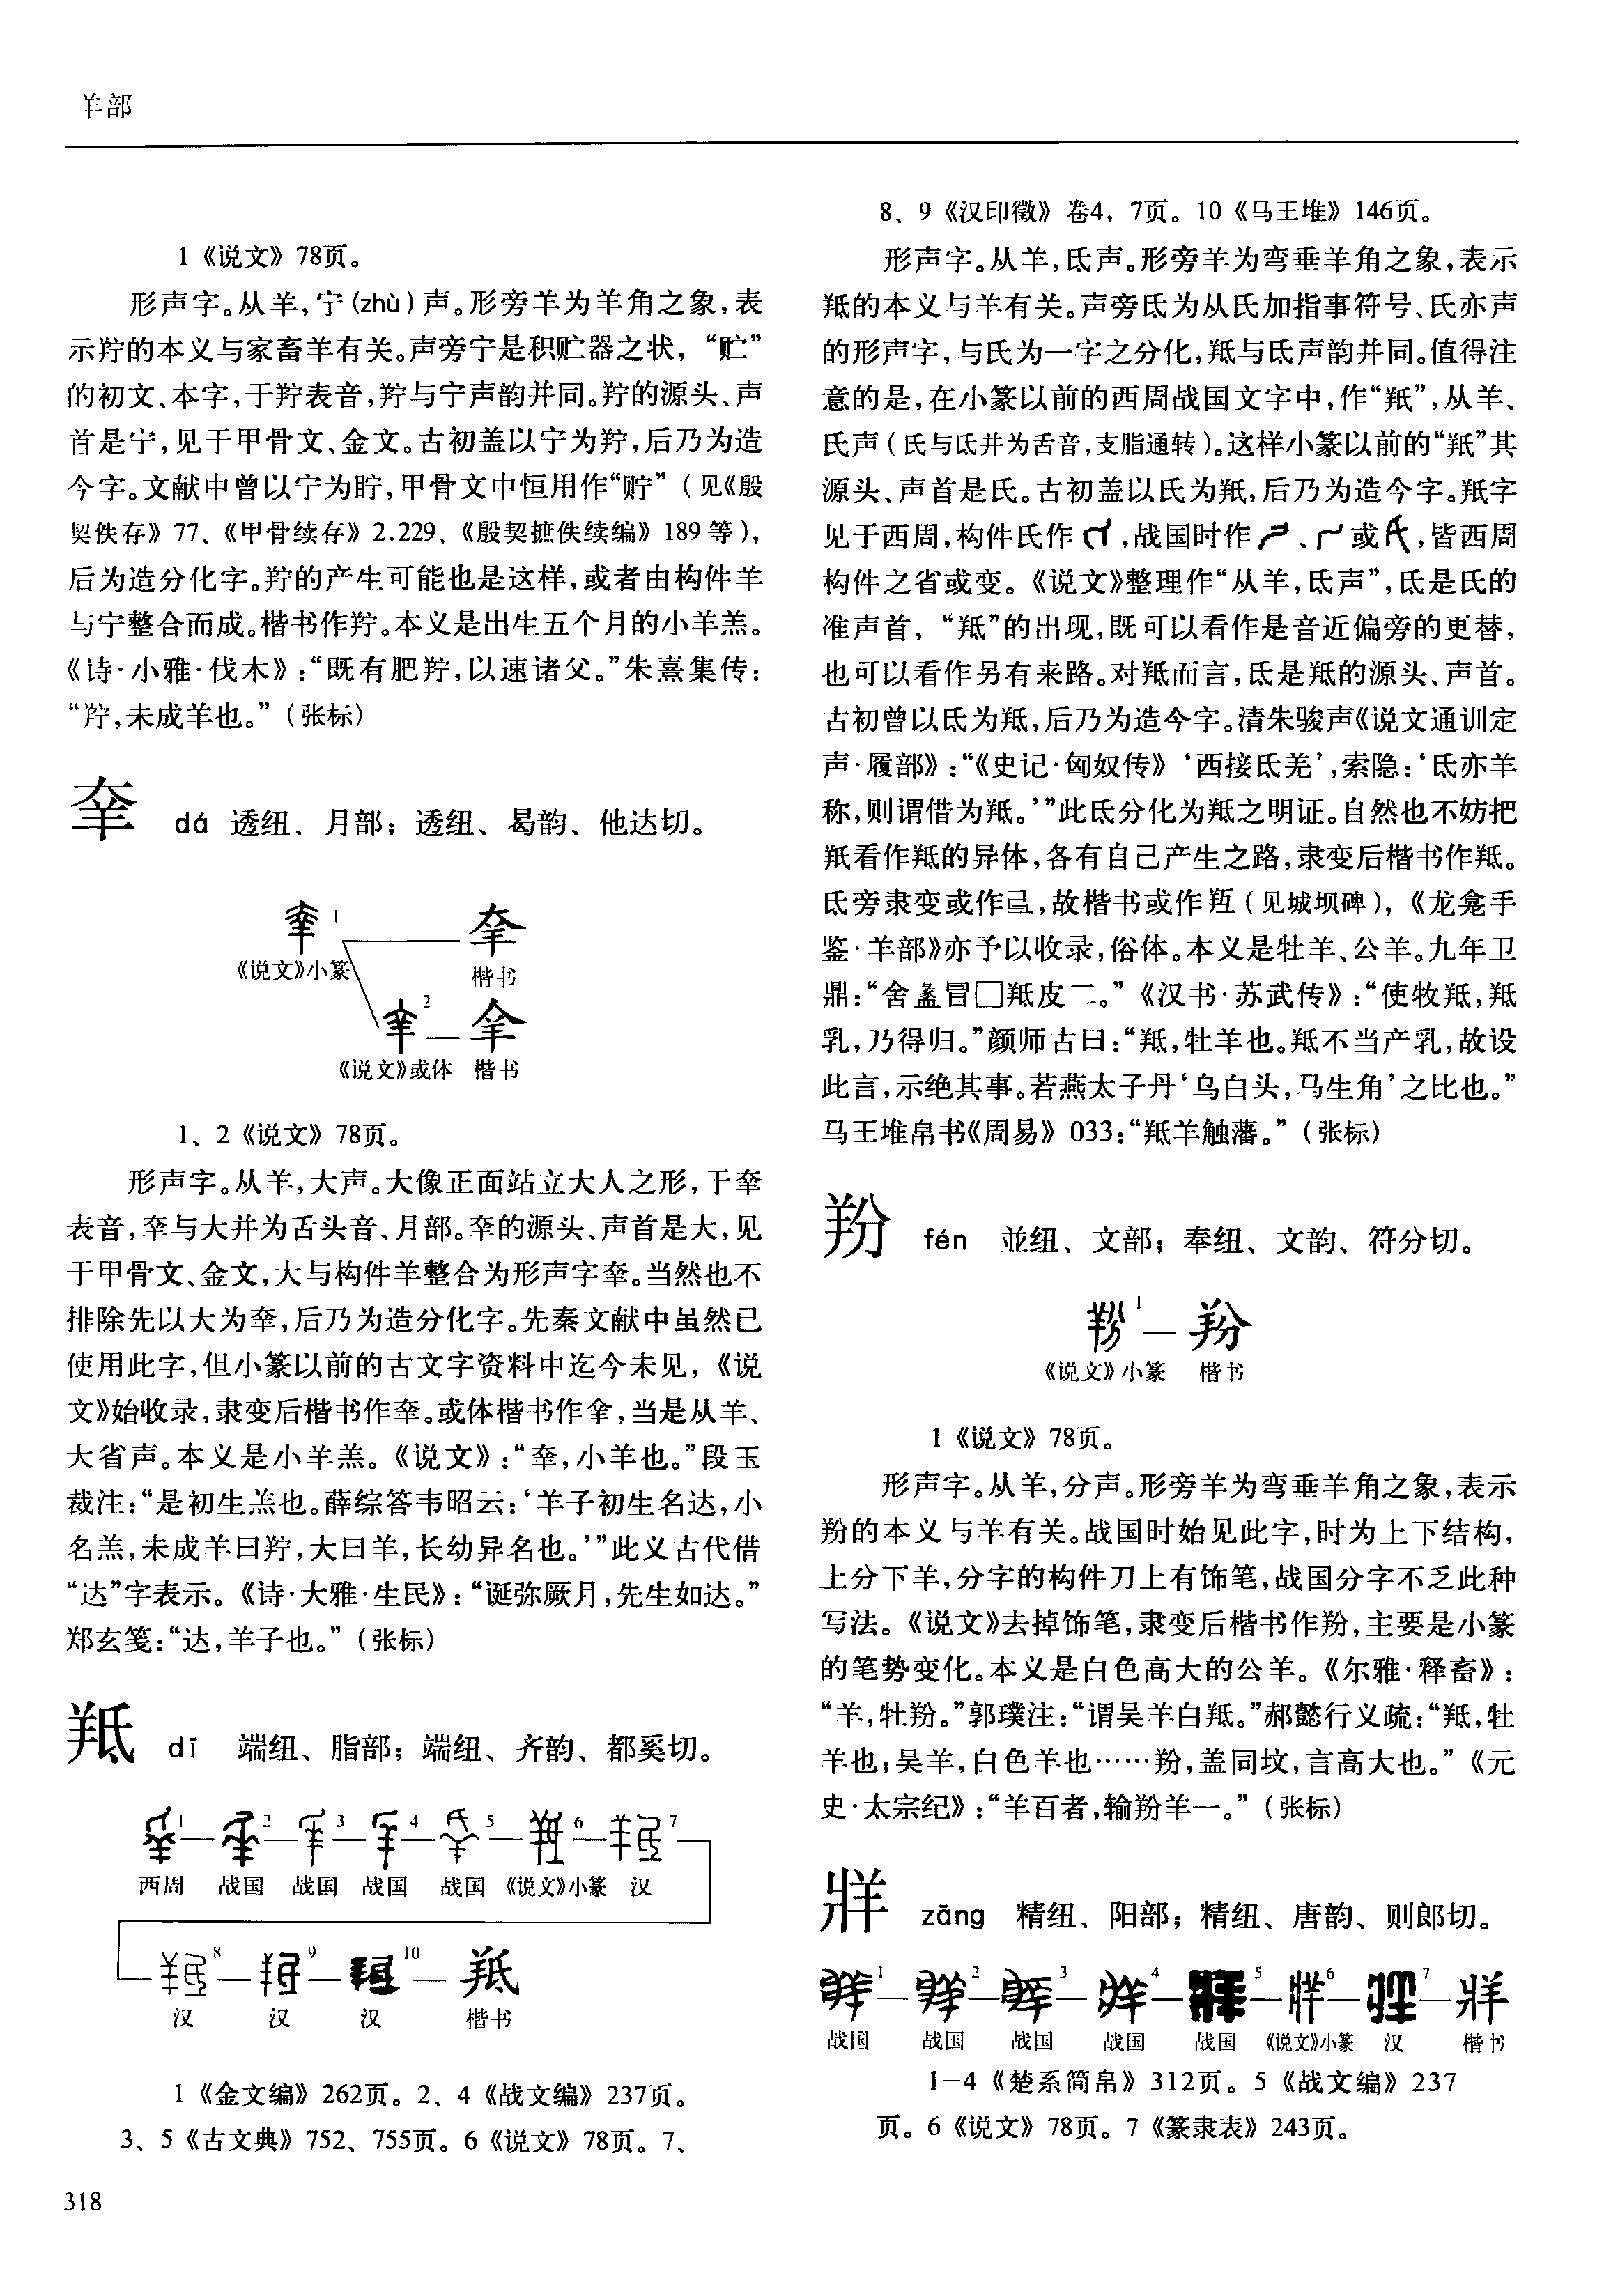 羊部
1《说文》78页。
形声字。从羊,宁(zhù)声。形旁羊为羊角之象,表
示羜的本义与家畜羊有关。声旁宁是积贮器之状,“贮”
的初文、本字,于羜表音,羜与宁声韵并同。羜的源头、声
首是宁,见于甲骨文、金文。古初盖以宁为羜,后乃为造
今字。文献中曾以宁为眝,甲骨文中恒用作“贮”(见《殷
契佚存》77、《甲骨续存》2.229、《殷契摭佚续编》189等),
后为造分化字。羜的产生可能也是这样,或者由构件羊
与宁整合而成。楷书作羜。本义是出生五个月的小羊羔。
《诗·小雅·伐木》:“既有肥羜,以速诸父。”朱熹集传:
“羜,未成羊也。”(张标)
羍 dá 透纽、月部;透纽、曷韵、他达切。
羍 1 羍
《说文》小篆 楷书
2
《说文》或体 楷书
1、2《说文》78页。
形声字。从羊,大声。大像正面站立大人之形,于羍
表音,羍与大并为舌头音、月部。羍的源头、声首是大,见
于甲骨文、金文,大与构件羊整合为形声字羍。当然也不
排除先以大为羍,后乃为造分化字。先秦文献中虽然已
使用此字,但小篆以前的古文字资料中迄今未见,《说
文》始收录,隶变后楷书作羍。或体楷书作𦍒,当是从羊、
大省声。本义是小羊羔。《说文》:“羍,小羊也。”段玉
裁注:“是初生羔也。薛综答韦昭云:‘羊子初生名达,小
名羔,未成羊曰羜,大曰羊,长幼异名也。’”此义古代借
“达”字表示。《诗·大雅·生民》:“诞弥厥月,先生如达。”
郑玄笺:“达,羊子也。”(张标)
羝 dī 端纽、脂部;端纽、齐韵、都奚切。
1 2 3 4 5 6 7
西周 战国 战国 战国 战国 《说文》小篆 汉
8 9 10 羝
汉 汉 汉 楷书
1《金文编》262页。2、4《战文编》237页。
3、5《古文典》752、755页。6《说文》78页。7、
318
8、9《汉印徵》卷4,7页。10《马王堆》146页。
形声字。从羊,氐声。形旁羊为弯垂羊角之象,表示
羝的本义与羊有关。声旁氐为从氏加指事符号、氏亦声
的形声字,与氏为一字之分化,羝与氐声韵并同。值得注
意的是,在小篆以前的西周战国文字中,作“羝”,从羊、
氏声(氏与氐并为舌音,支脂通转)。这样小篆以前的“羝”其
源头、声首是氏。古初盖以氏为羝,后乃为造今字。羝字
见于西周,构件氏作,战国时作、或,皆西周
构件之省或变。《说文》整理作“从羊,氐声”,氐是氏的
准声首,“羝”的出现,既可以看作是音近偏旁的更替,
也可以看作另有来路。对羝而言,氐是羝的源头、声首。
古初曾以氐为羝,后乃为造今字。清朱骏声《说文通训定
声·履部》:“《史记·匈奴传》‘西接氐羌’,索隐:‘氐亦羊
称,则谓借为羝。’”此氐分化为羝之明证。自然也不妨把
羝看作羝的异体,各有自己产生之路,隶变后楷书作羝。
氐旁隶变或作,故楷书或作(见城坝碑),《龙龛手
鉴·羊部》亦予以收录,俗体。本义是牡羊、公羊。九年卫
鼎:“舍盠冒□羝皮二。”《汉书·苏武传》:“使牧羝,羝
乳,乃得归。”颜师古曰:“羝,牡羊也。羝不当产乳,故设
此言,示绝其事。若燕太子丹‘乌白头,马生角’之比也。”
马王堆帛书《周易》033:“羝羊触藩。”(张标)
羒 fén 並纽、文部;奉纽、文韵、符分切。
羒 1 羒
《说文》小篆 楷书
1《说文》78页。
形声字。从羊,分声。形旁羊为弯垂羊角之象,表示
羒的本义与羊有关。战国时始见此字,时为上下结构,
上分下羊,分字的构件刀上有饰笔,战国分字不乏此种
写法。《说文》去掉饰笔,隶变后楷书作羒,主要是小篆
的笔势变化。本义是白色高大的公羊。《尔雅·释畜》:
“羊,牡羒。”郭璞注:“谓吴羊白羝。”郝懿行义疏:“羝,牡
羊也;吴羊,白色羊也……羒,盖同坟,言高大也。”《元
史·太宗纪》:“羊百者,输羒羊一。”(张标)
牂 zāng 精纽、阳部;精纽、唐韵、则郎切。
1 2 3 4 5 6 7 牂
战国 战国 战国 战国 战国 《说文》小篆 汉 楷书
1-4《楚系简帛》312页。5《战文编》237
页。6《说文》78页。7《篆隶表》243页。